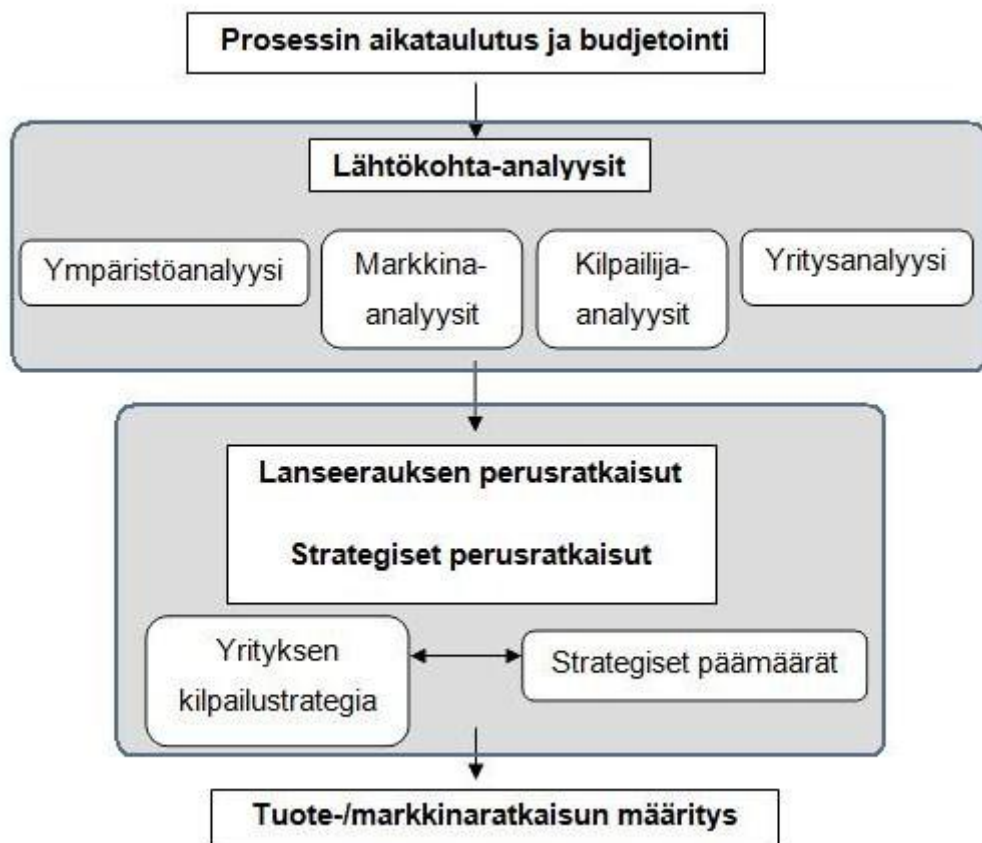 Prosessin aikataulutus ja budjetointi
Lähtökohta-analyysit
Ympäristöanalyysi
Markkina-
analyysit
Kilpailija-
analyysit
Yritysanalyysi
Lanseerauksen perusratkaisut
Strategiset perusratkaisut
Yrityksen
kilpailustrategia
Strategiset päämäärät
Tuote-/markkinaratkaisun määritys